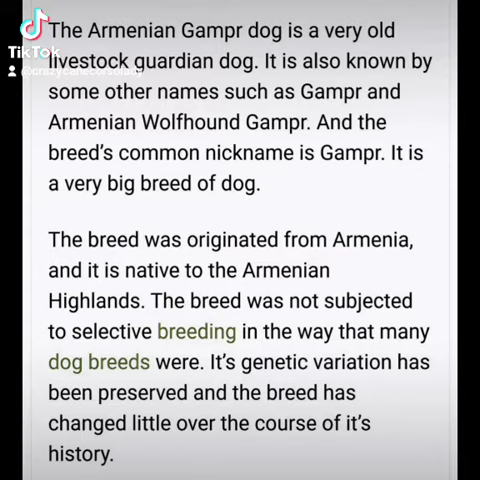 TikTok
@crazycanecorsolady
The Armenian Gampr dog is a very old
livestock guardian dog. It is also known by
some other names such as Gampr and
Armenian Wolfhound Gampr. And the
breed's common nickname is Gampr. It is
a very big breed of dog.
The breed was originated from Armenia,
and it is native to the Armenian
Highlands. The breed was not subjected
to selective breeding in the way that many
dog breeds were. It's genetic variation has
been preserved and the breed has
changed little over the course of it's
history.